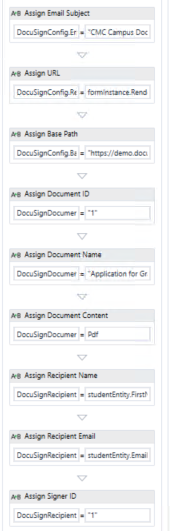 A+B Assign Email Subject
DocuSignConfig.Er = "CMC Campus Doc
A+B Assign URL
DocuSignConfig.Re = formInstance.Rend
A+B Assign Base Path
DocuSignConfig.Ba = "https://demo.doc
A+B Assign Document ID
DocuSignDocumer = "1"
A+B Assign Document Name
DocuSignDocumer = "Application for Gr
A+B Assign Document Content
DocuSignDocumer = Pdf
A+B Assign Recipient Name
DocuSignRecipient = studentEntity.First
A+B Assign Recipient Email
DocuSignRecipient = studentEntity.Email
A+B Assign Signer ID
DocuSignRecipient = "1"